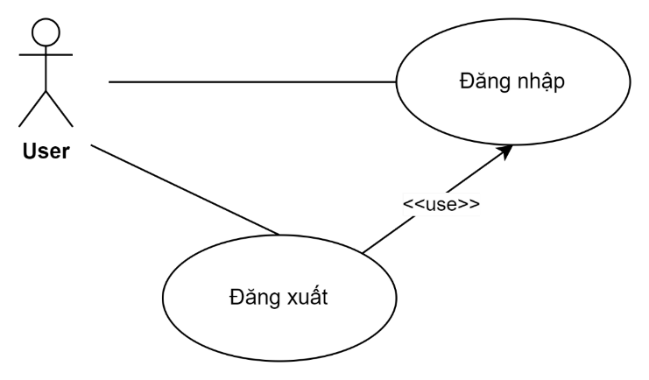 Đăng nhập
User
<<use>>
Đăng xuất